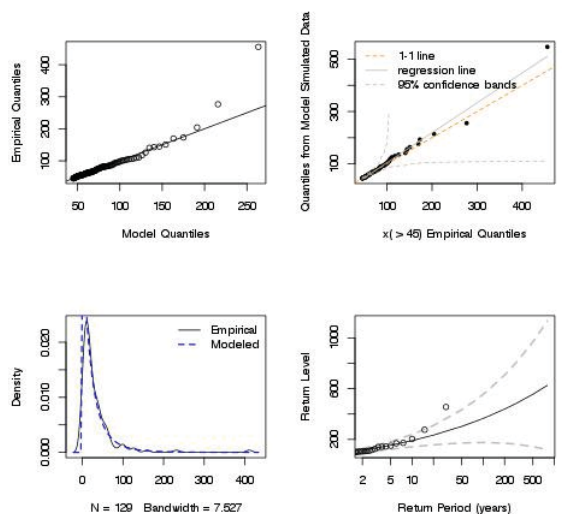 Empirical Quantiles
100
200
300
400
50
100
150
200
250
Model Quantiles
Quantiles from Model Simulated Data
100
300
500
1-1 line
regression line
95% confidence bands
100
200
300
400
x( > 45) Empirical Quantiles
Density
0.000
0.010
0.020
Empirical
Modeled
0
100
200
300
400
N = 129 Bandwidth = 7.527
Return Level
200
600
1000
2
5
10
50
100
500
Return Period (years)